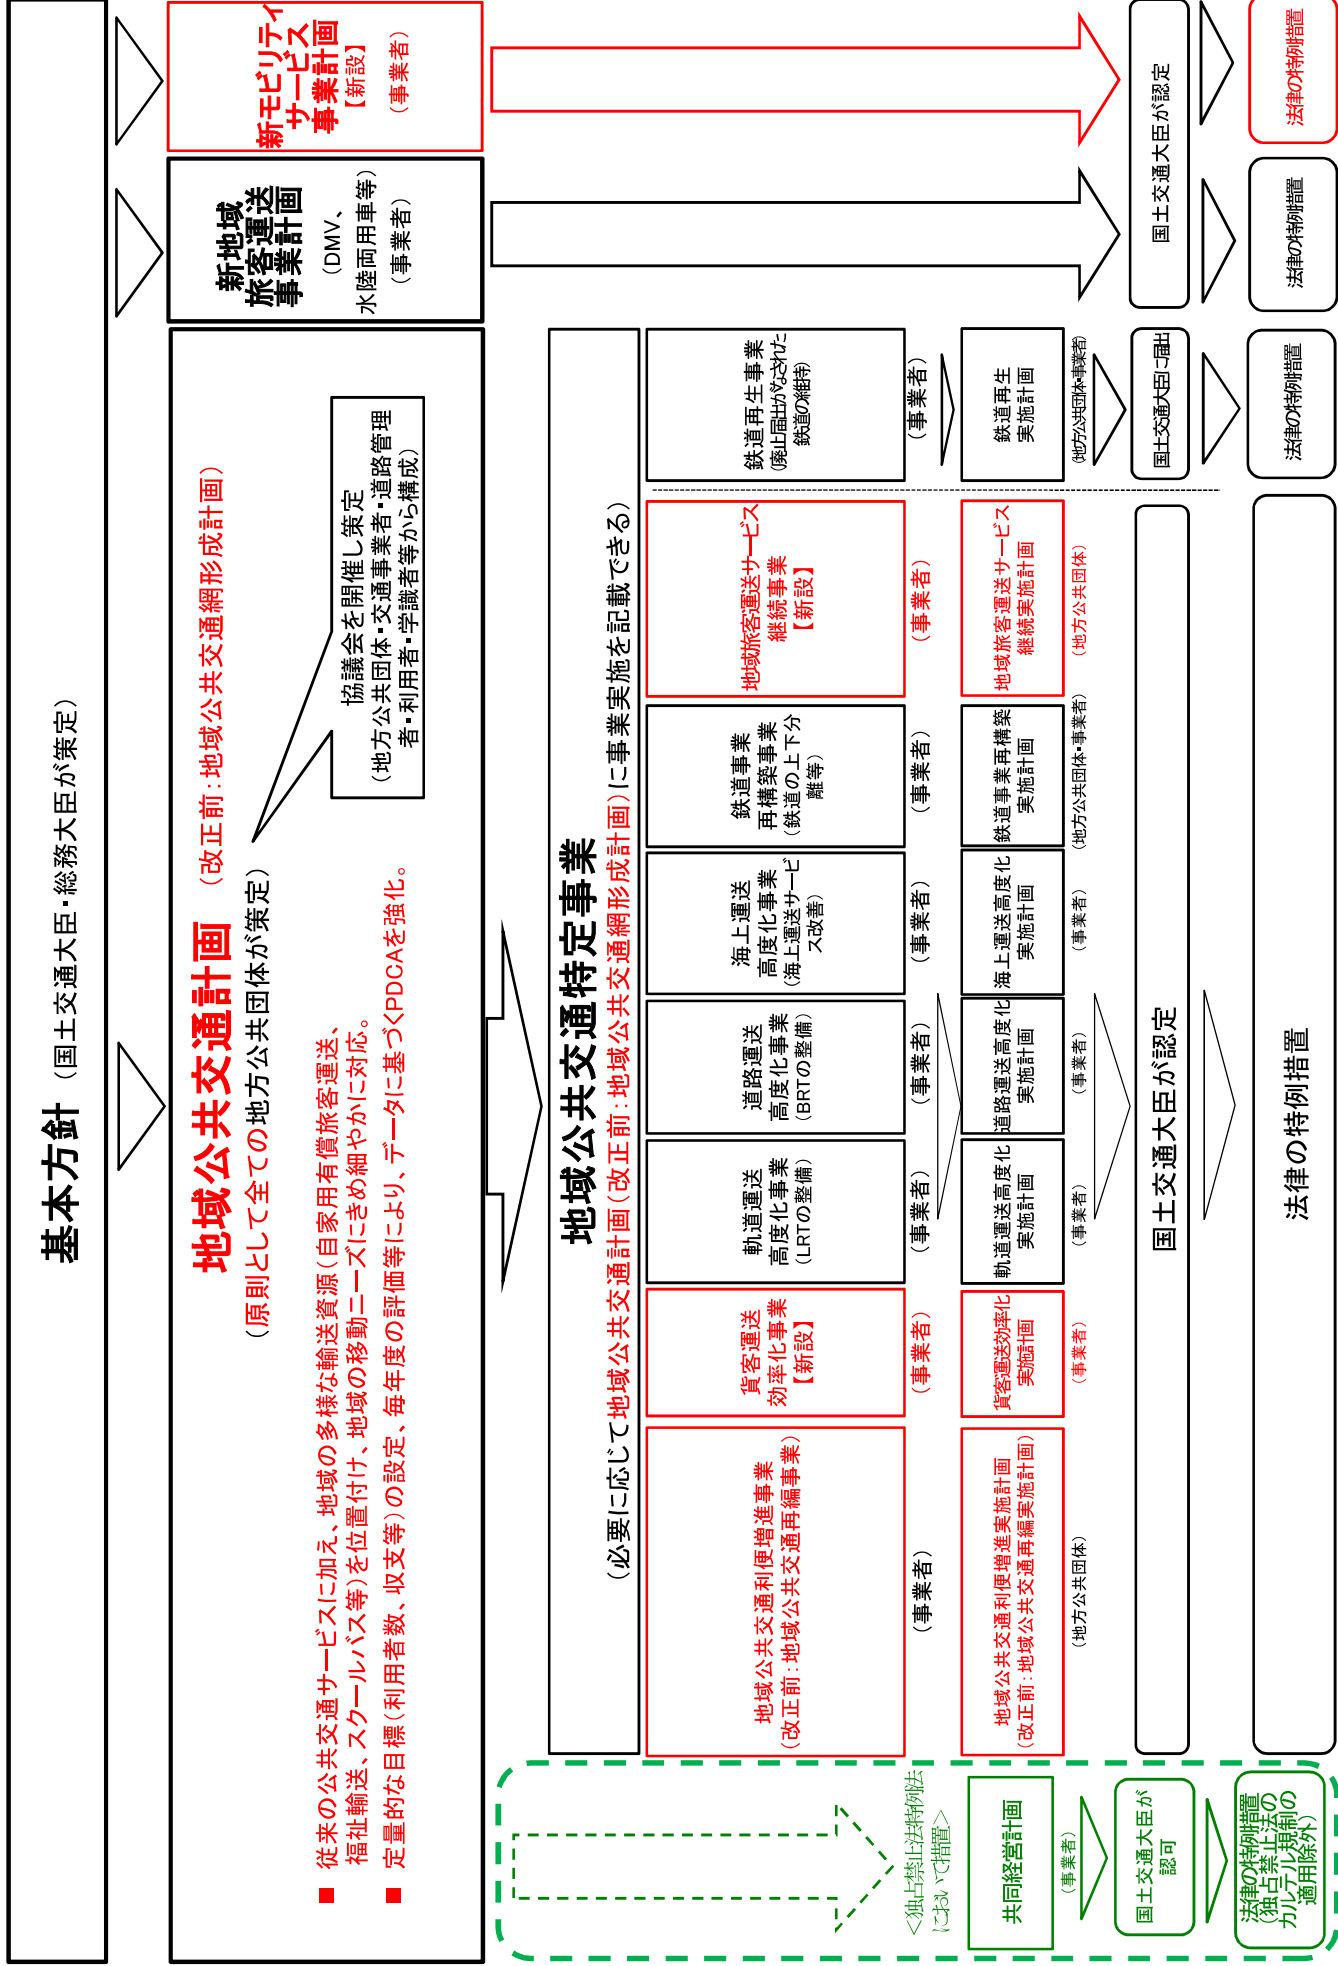 基本方針　（国土交通大臣・総務大臣が策定）
地域公共交通計画　（改正前：地域公共交通網形成計画）
（原則として全ての地方公共団体が策定）
協議会を開催し策定
（地方公共団体・交通事業者・道路管理
者・利用者・学識者等から構成）
■　従来の公共交通サービスに加え、地域の多様な輸送資源（自家用有償旅客運送、
福祉輸送、スクールバス等）を位置付け、地域の移動ニーズにきめ細やかに対応。
■　定量的な目標（利用者数、収支等）の設定、毎年度の評価等により、データに基づくPDCAを強化。
新地域
旅客運送
事業計画
（DMV、
水陸両用車等）
（事業者）
新モビリティ
サービス
事業計画
【新設】
（事業者）
地域公共交通特定事業
（必要に応じて地域公共交通計画（改正前：地域公共交通網形成計画）に事業実施を記載できる）
地域公共交通利便増進事業
（改正前：地域公共交通再編事業）
（事業者）
貨客運送
効率化事業
【新設】
（事業者）
軌道運送
高度化事業
（LRTの整備）
（事業者）
道路運送
高度化事業
（BRTの整備）
（事業者）
海上運送
高度化事業
（海上運送サービ
ス改善）
（事業者）
鉄道事業
再構築事業
（鉄道の上下分
離等）
（事業者）
地域旅客運送サービス
継続事業
【新設】
（事業者）
鉄道再生事業
（廃止届出がなされた
鉄道の維持）
（事業者）
＜独占禁止法特例法
において措置＞
共同経営計画
（事業者）
地域公共交通利便増進実施計画
（改正前：地域公共交通再編実施計画）
（地方公共団体）
貨客運送効率化
実施計画
（事業者）
軌道運送高度化
実施計画
（事業者）
道路運送高度化
実施計画
（事業者）
海上運送高度化
実施計画
（事業者）
鉄道事業再構築
実施計画
（地方公共団体・事業者）
地域旅客運送サービス
継続実施計画
（地方公共団体）
鉄道再生
実施計画
（地方公共団体・事業者）
国土交通大臣が
認可
国土交通大臣が認定
国土交通大臣に届出
国土交通大臣が認定
法律の特例措置
（独占禁止法の
カルテル規制の
適用除外）
法律の特例措置
法律の特例措置
法律の特例措置
法律の特例措置